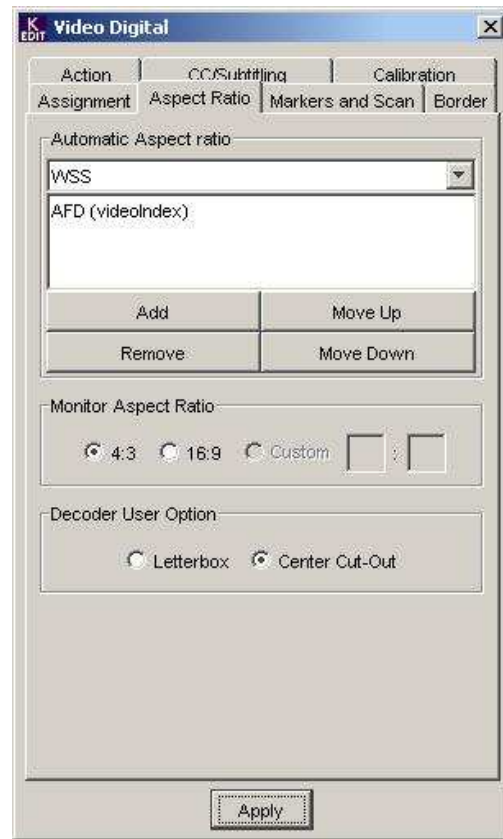 K EDIT Video Digital
Action CC/Subtitling Calibration
Assignment Aspect Ratio Markers and Scan Border
Automatic Aspect ratio
WSS
AFD (videoIndex)
Add Move Up
Remove Move Down
Monitor Aspect Ratio
4:3 16:9 Custom :
Decoder User Option
Letterbox Center Cut-Out
Apply